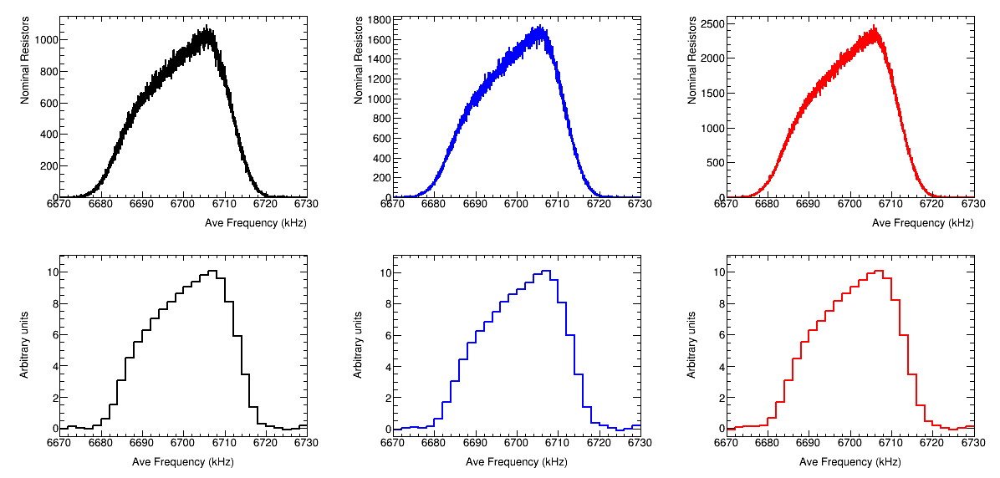 Nominal Resistors
1000
800
600
400
200
0
6670 6680 6690 6700 6710 6720 6730
Ave Frequency (kHz)
Nominal Resistors
1800
1600
1400
1200
1000
800
600
400
200
0
6670 6680 6690 6700 6710 6720 6730
Ave Frequency (kHz)
Nominal Resistors
2500
2000
1500
1000
500
0
6670 6680 6690 6700 6710 6720 6730
Ave Frequency (kHz)
Arbitrary units
10
8
6
4
2
0
6670 6680 6690 6700 6710 6720 6730
Ave Frequency (kHz)
Arbitrary units
10
8
6
4
2
0
6670 6680 6690 6700 6710 6720 6730
Ave Frequency (kHz)
Arbitrary units
10
8
6
4
2
0
6670 6680 6690 6700 6710 6720 6730
Ave Frequency (kHz)